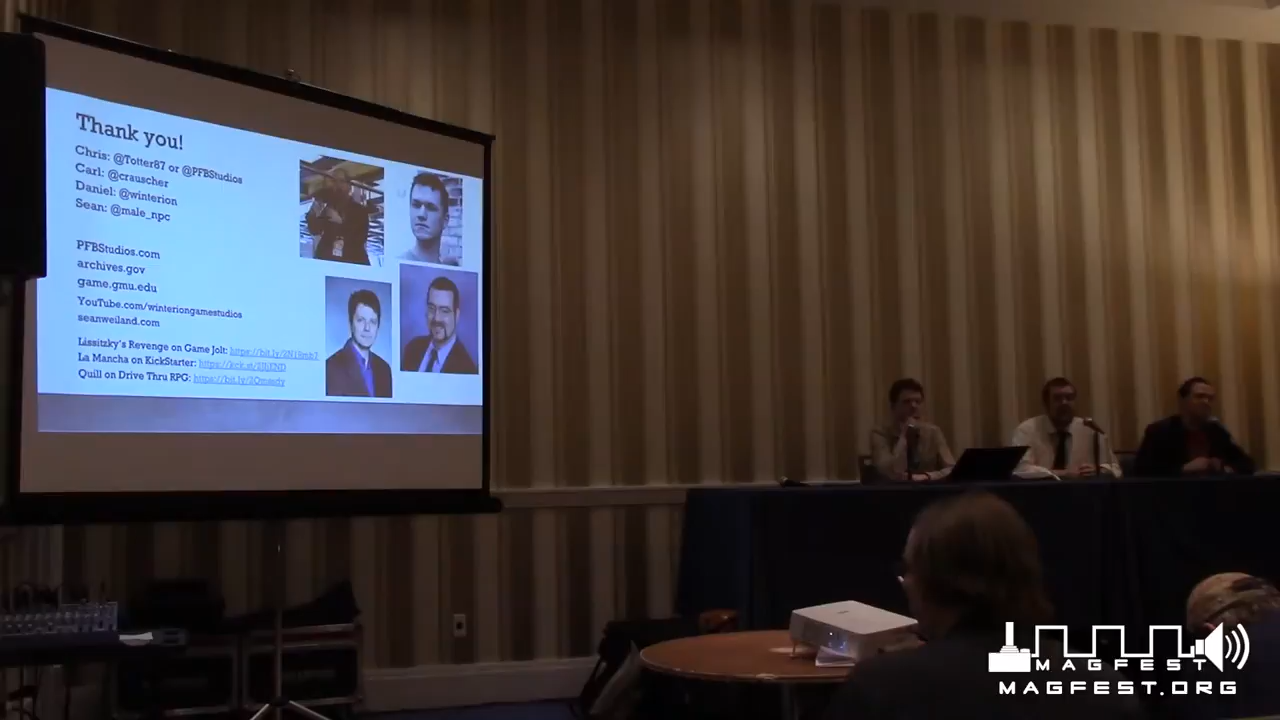 Thank you!
Chris: @Totter87 or @PFBStudios
Carl: @crauscher
Daniel: @winterion
Sean: @male_npc
PFBStudios.com
archives.gov
game.gmu.edu
YouTube.com/winteriongamestudios
seanweiland.com
Lissitzky's Revenge on Game Jolt:
La Mancha on KickStarter:
Quill on Drive Thru RPG:
MAGFEST
MAGFEST.ORG